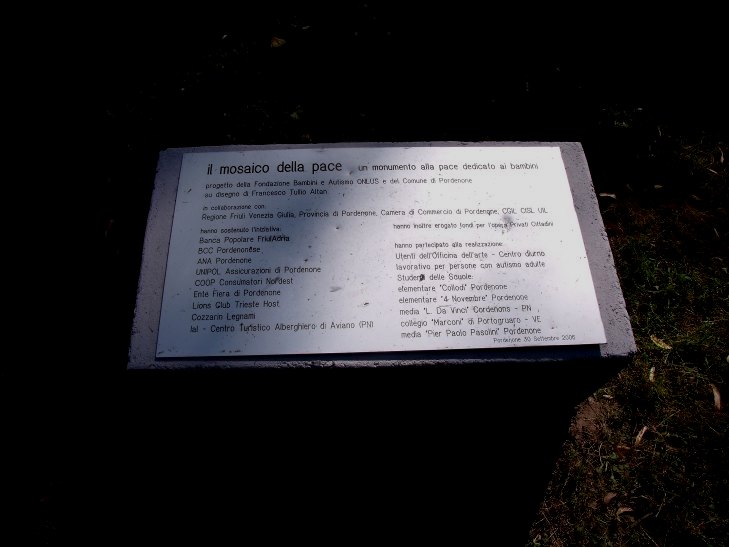 il mosaico della pace un monumento alla pace dedicato ai bambini
progetto della Fondazione Bambini e Autismo ONLUS e del Comune di Pordenone
su disegno di Francesco Tullio Altan
in collaborazione con:
Regione Friuli Venezia Giulia, Provincia di Pordenone, Camera di Commercio di Pordenone, CGIL CISL UIL
hanno sostenuto l'iniziativa:
Banca Popolare FriulAdria
BCC Pordenonese
ANA Pordenone
UNIPOL Assicurazioni di Pordenone
COOP Consumatori Nordest
Ente Fiera di Pordenone
Lions Club Trieste Host
Cozzarin Legnami
Ial - Centro Turistico Alberghiero di Aviano (PN)
hanno inoltre erogato fondi per l'opera Privati Cittadini
hanno partecipato alla realizzazione:
Utenti dell'Officina dell'arte - Centro diurno
lavorativo per persone con autismo adulte
Studenti delle Scuole:
elementare "Collodi" Pordenone
elementare "4 Novembre" Pordenone
media "L. Da Vinci" Cordenons - PN
collegio "Marconi" di Portogruaro - VE
media "Pier Paolo Pasolini" Pordenone
Pordenone 30 Settembre 2006